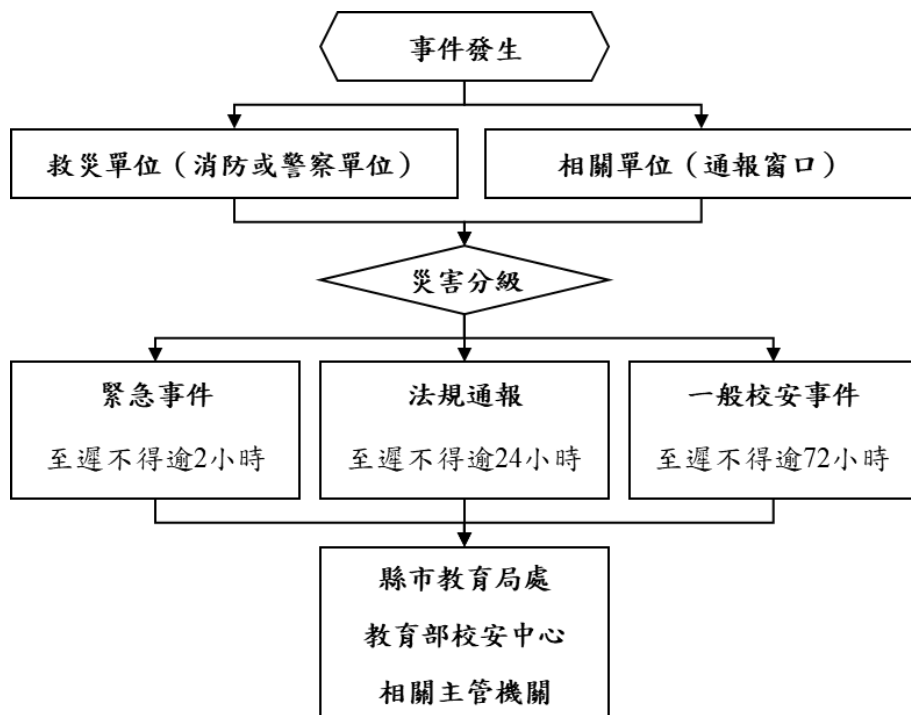 事件發生
救災單位（消防或警察單位）
相關單位（通報窗口）
災害分級
緊急事件
至遲不得逾2小時
法規通報
至遲不得逾24小時
一般校安事件
至遲不得逾72小時
縣市教育局處
教育部校安中心
相關主管機關